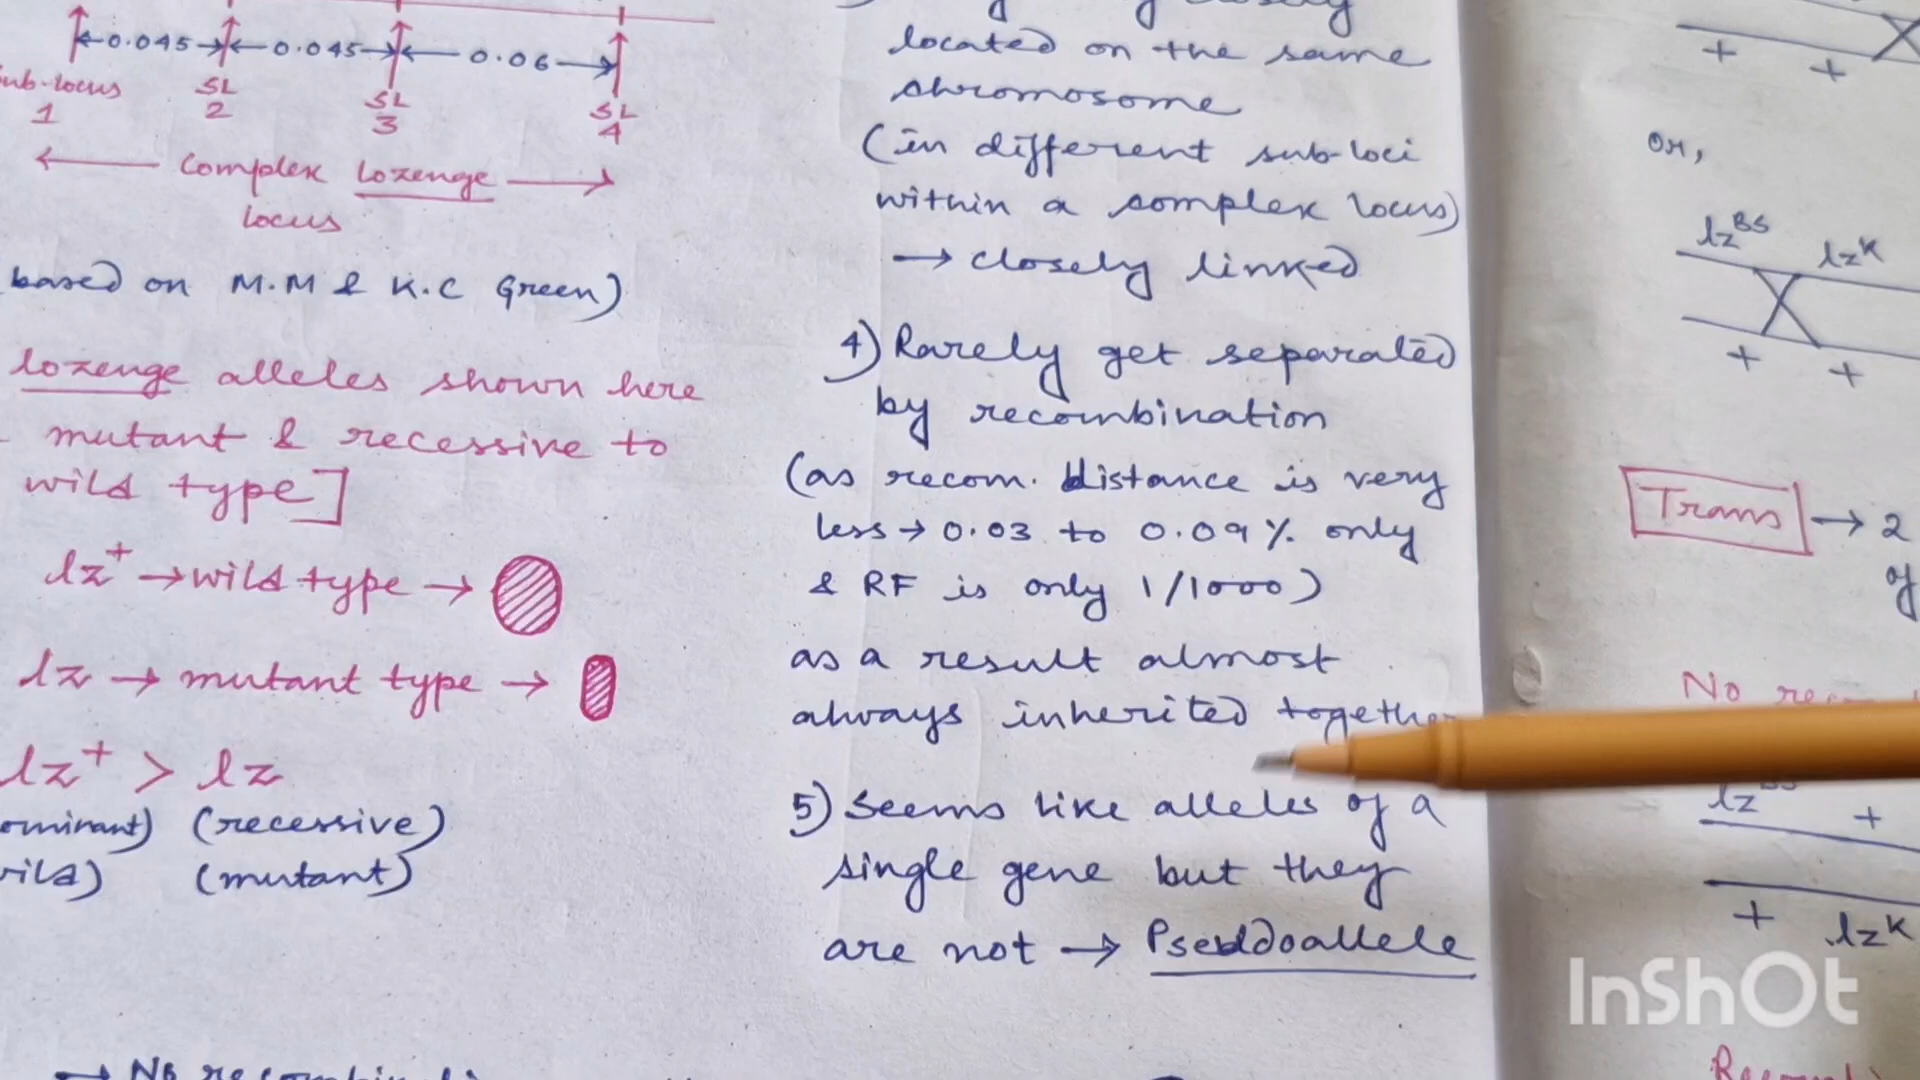 0.045 0.045 0.06
sub-locus
1
SL
2
SL
3
SL
4
Complex lozenge
locus
based on M.M & K.C Green)
lozenge alleles shown here
mutant & recessive to
wild type]
lz+ → wild type →
lz → mutant type →
lz+ > lz
(recessive)
(mutant)
closely
located on the same
chromosome
(in different sub-loci
within a complex locus)
→ closely linked
4) Rarely get separated
by recombination
(as recom. distance is very
less → 0.03 to 0.09% only
& RF is only 1/1000)
as a result almost
always inherited together
5) Seems like alleles of a
single gene but they
are not → Pseudoallele
→ No
+ +
or,
lzBS lzK
+ +
Trans → 2
of
No
lzBS +
+ lzK
InShOt